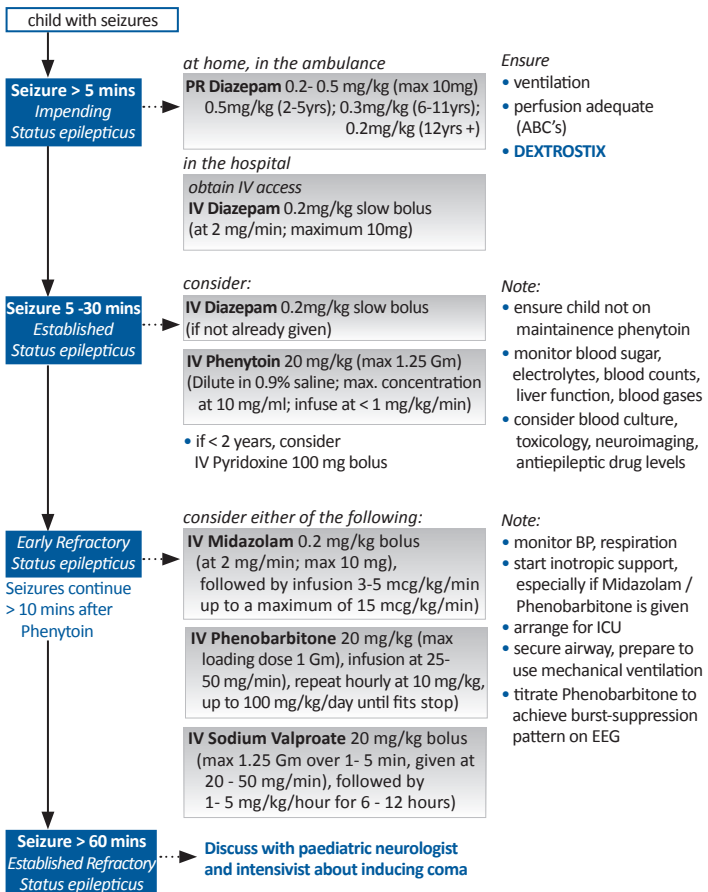 child with seizures
Seizure > 5 mins
Impending
Status epilepticus
at home, in the ambulance
PR Diazepam 0.2- 0.5 mg/kg (max 10mg)
0.5mg/kg (2-5yrs); 0.3mg/kg (6-11yrs);
0.2mg/kg (12yrs +)
in the hospital
obtain IV access
IV Diazepam 0.2mg/kg slow bolus
(at 2 mg/min; maximum 10mg)
Ensure
• ventilation
• perfusion adequate
(ABC's)
• DEXTROSTIX
Seizure 5 -30 mins
Established
Status epilepticus
consider:
IV Diazepam 0.2mg/kg slow bolus
(if not already given)
IV Phenytoin 20 mg/kg (max 1.25 Gm)
(Dilute in 0.9% saline; max. concentration
at 10 mg/ml; infuse at < 1 mg/kg/min)
• if < 2 years, consider
IV Pyridoxine 100 mg bolus
Note:
• ensure child not on
maintainence phenytoin
• monitor blood sugar,
electrolytes, blood counts,
liver function, blood gases
• consider blood culture,
toxicology, neuroimaging,
antiepileptic drug levels
Early Refractory
Status epilepticus
Seizures continue
> 10 mins after
Phenytoin
consider either of the following:
IV Midazolam 0.2 mg/kg bolus
(at 2 mg/min; max 10 mg),
followed by infusion 3-5 mcg/kg/min
up to a maximum of 15 mcg/kg/min)
IV Phenobarbitone 20 mg/kg (max
loading dose 1 Gm), infusion at 25-
50 mg/min), repeat hourly at 10 mg/kg,
up to 100 mg/kg/day until fits stop)
IV Sodium Valproate 20 mg/kg bolus
(max 1.25 Gm over 1- 5 min, given at
20 - 50 mg/min), followed by
1- 5 mg/kg/hour for 6 - 12 hours)
Note:
• monitor BP, respiration
• start inotropic support,
especially if Midazolam /
Phenobarbitone is given
• arrange for ICU
• secure airway, prepare to
use mechanical ventilation
• titrate Phenobarbitone to
achieve burst-suppression
pattern on EEG
Seizure > 60 mins
Established Refractory
Status epilepticus
Discuss with paediatric neurologist
and intensivist about inducing coma